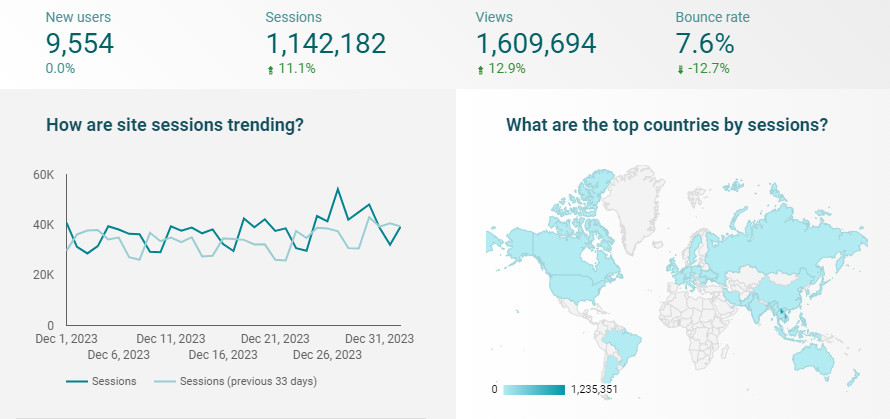 New users
9,554
0.0%
Sessions
1,142,182
11.1%
Views
1,609,694
12.9%
Bounce rate
7.6%
-12.7%
How are site sessions trending?
60K
40K
20K
0
Dec 1, 2023
Dec 6, 2023
Dec 11, 2023
Dec 16, 2023
Dec 21, 2023
Dec 26, 2023
Dec 31, 2023
Sessions
Sessions (previous 33 days)
What are the top countries by sessions?
0
1,235,351